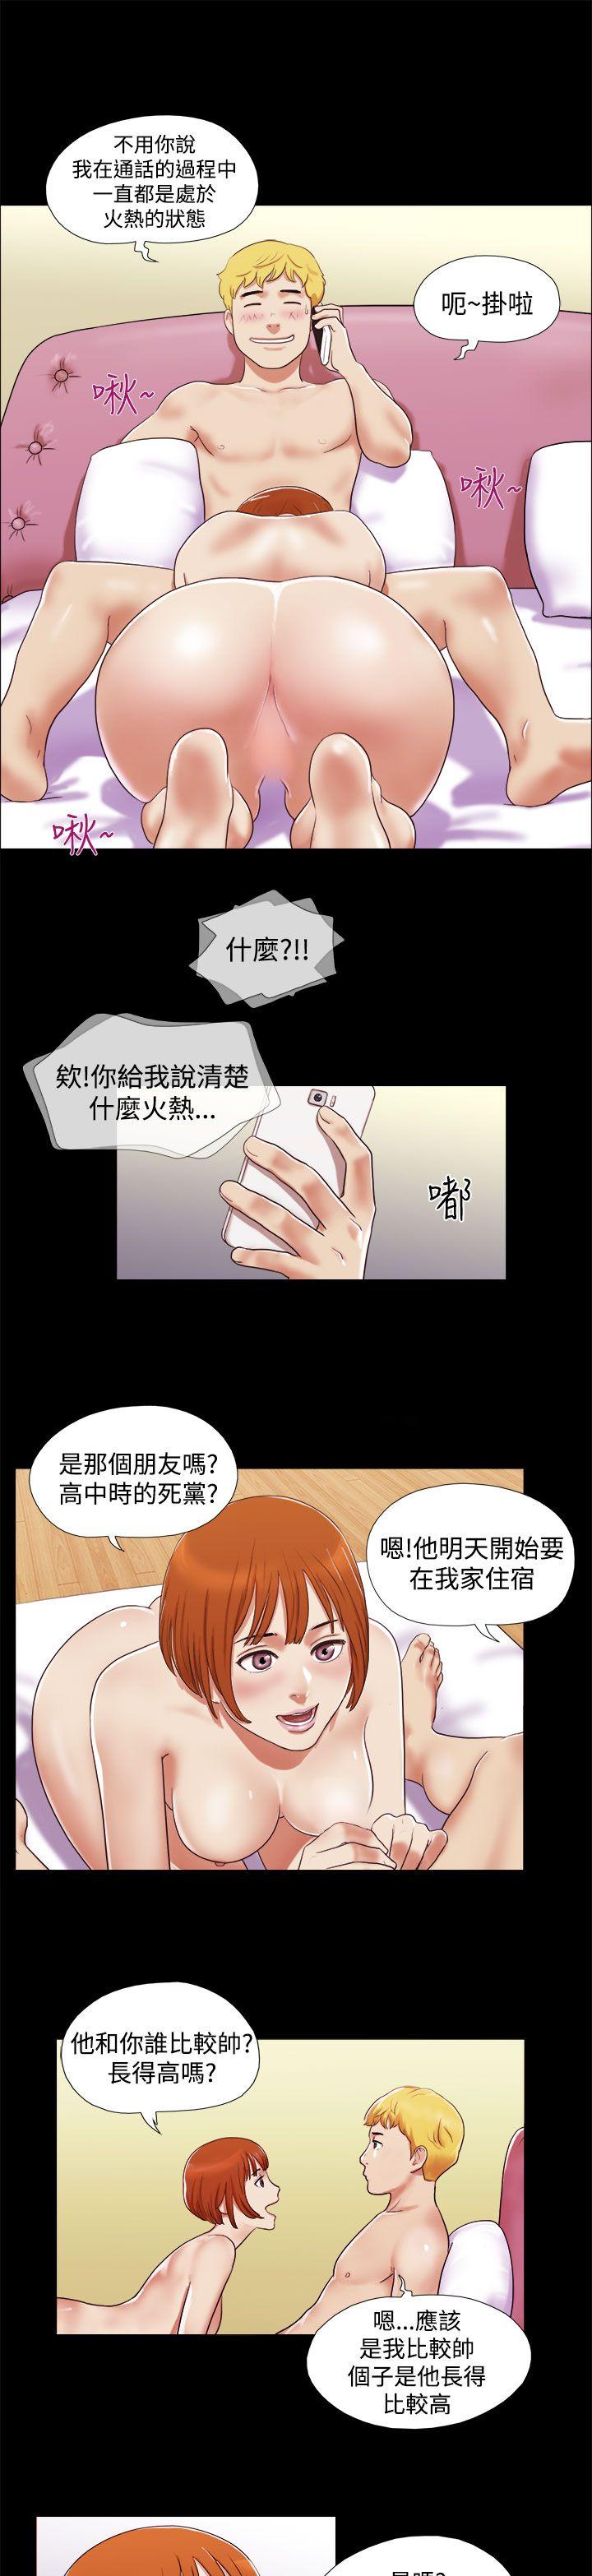 不用你說
我在通話的過程中
一直都是處於
火熱的狀態
呃~掛啦
啾~
啾~
啾~
什麼?!!
欸!你給我說清楚
什麼火熱...
嘟
是那個朋友嗎?
高中時的死黨?
嗯!他明天開始要
在我家住宿
他和你誰比較帥?
長得高嗎?
嗯...應該
是我比較帥
個子是他長得
比較高